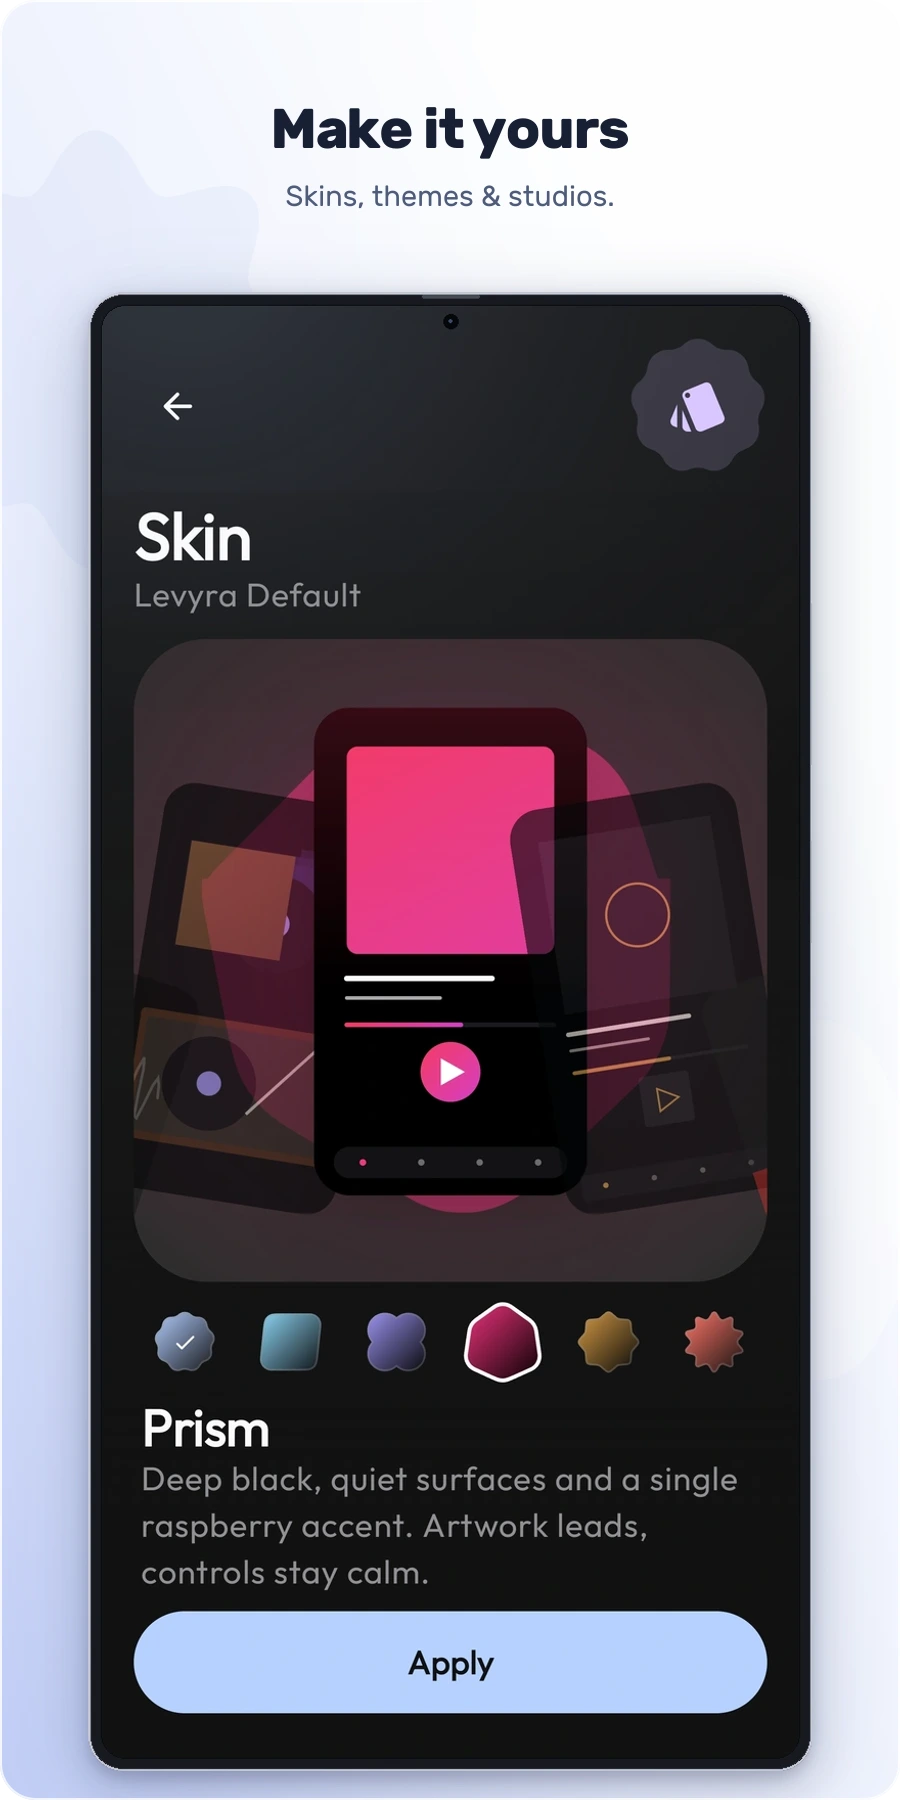 Make it yours
Skins, themes & studios.
Skin
Levyra Default
Prism
Deep black, quiet surfaces and a single
raspberry accent. Artwork leads,
controls stay calm.
Apply